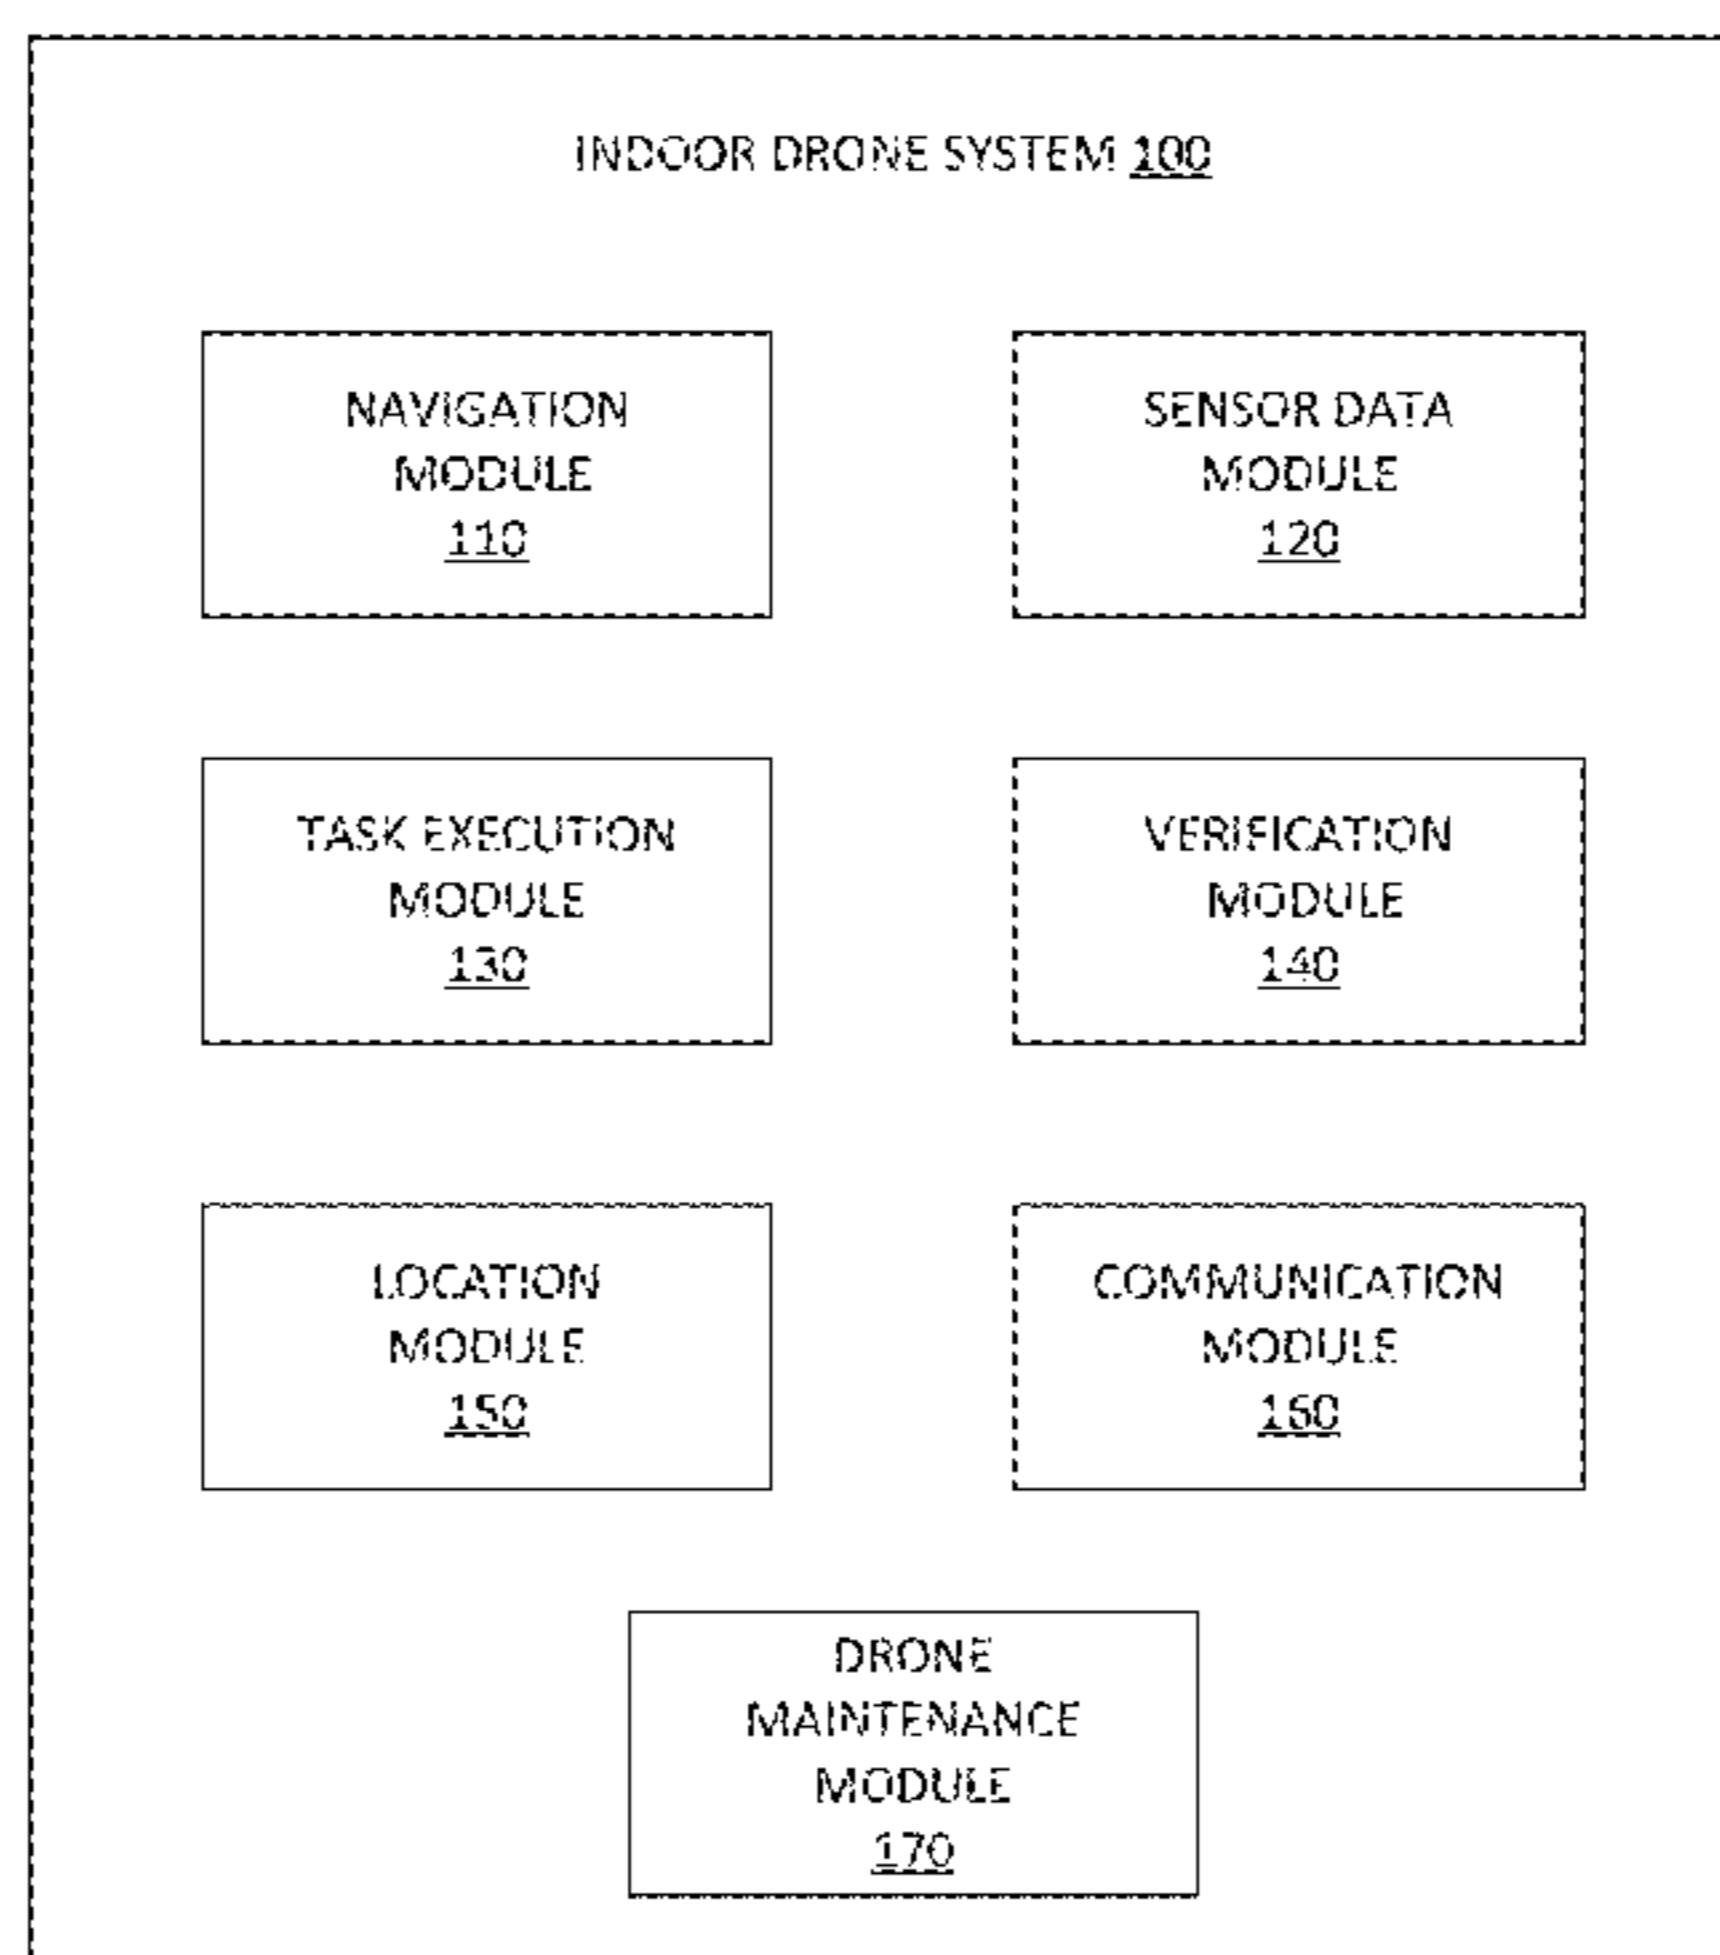 INDOOR DRONE SYSTEM 100
NAVIGATION
MODULE
110
SENSOR DATA
MODULE
120
TASK EXECUTION
MODULE
130
VERIFICATION
MODULE
140
LOCATION
MODULE
150
COMMUNICATION
MODULE
160
DRONE
MAINTENANCE
MODULE
170